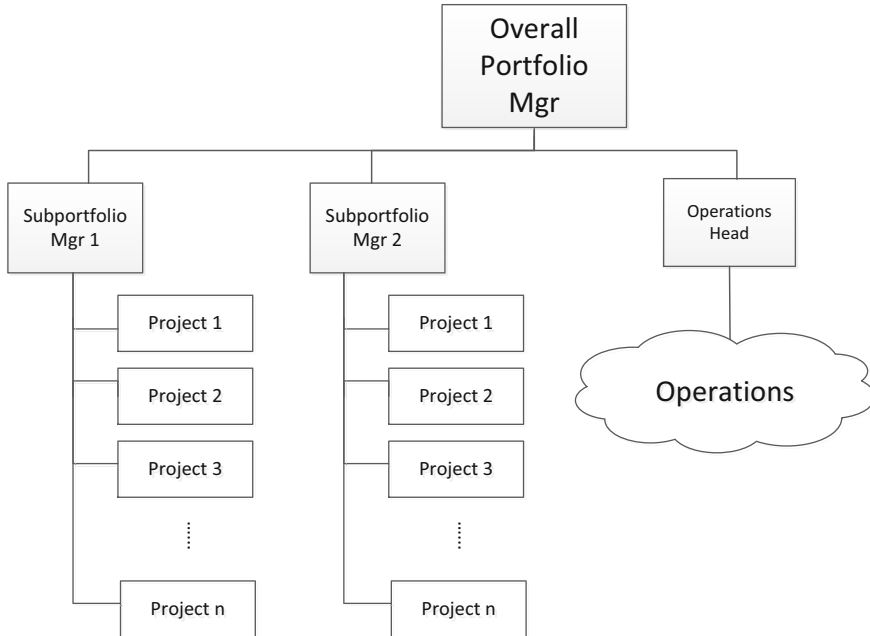 Overall
Portfolio
Mgr
Subportfolio
Mgr 1
Subportfolio
Mgr 2
Operations
Head
Project 1
Project 2
Project 3
Project n
Project 1
Project 2
Project 3
Project n
Operations